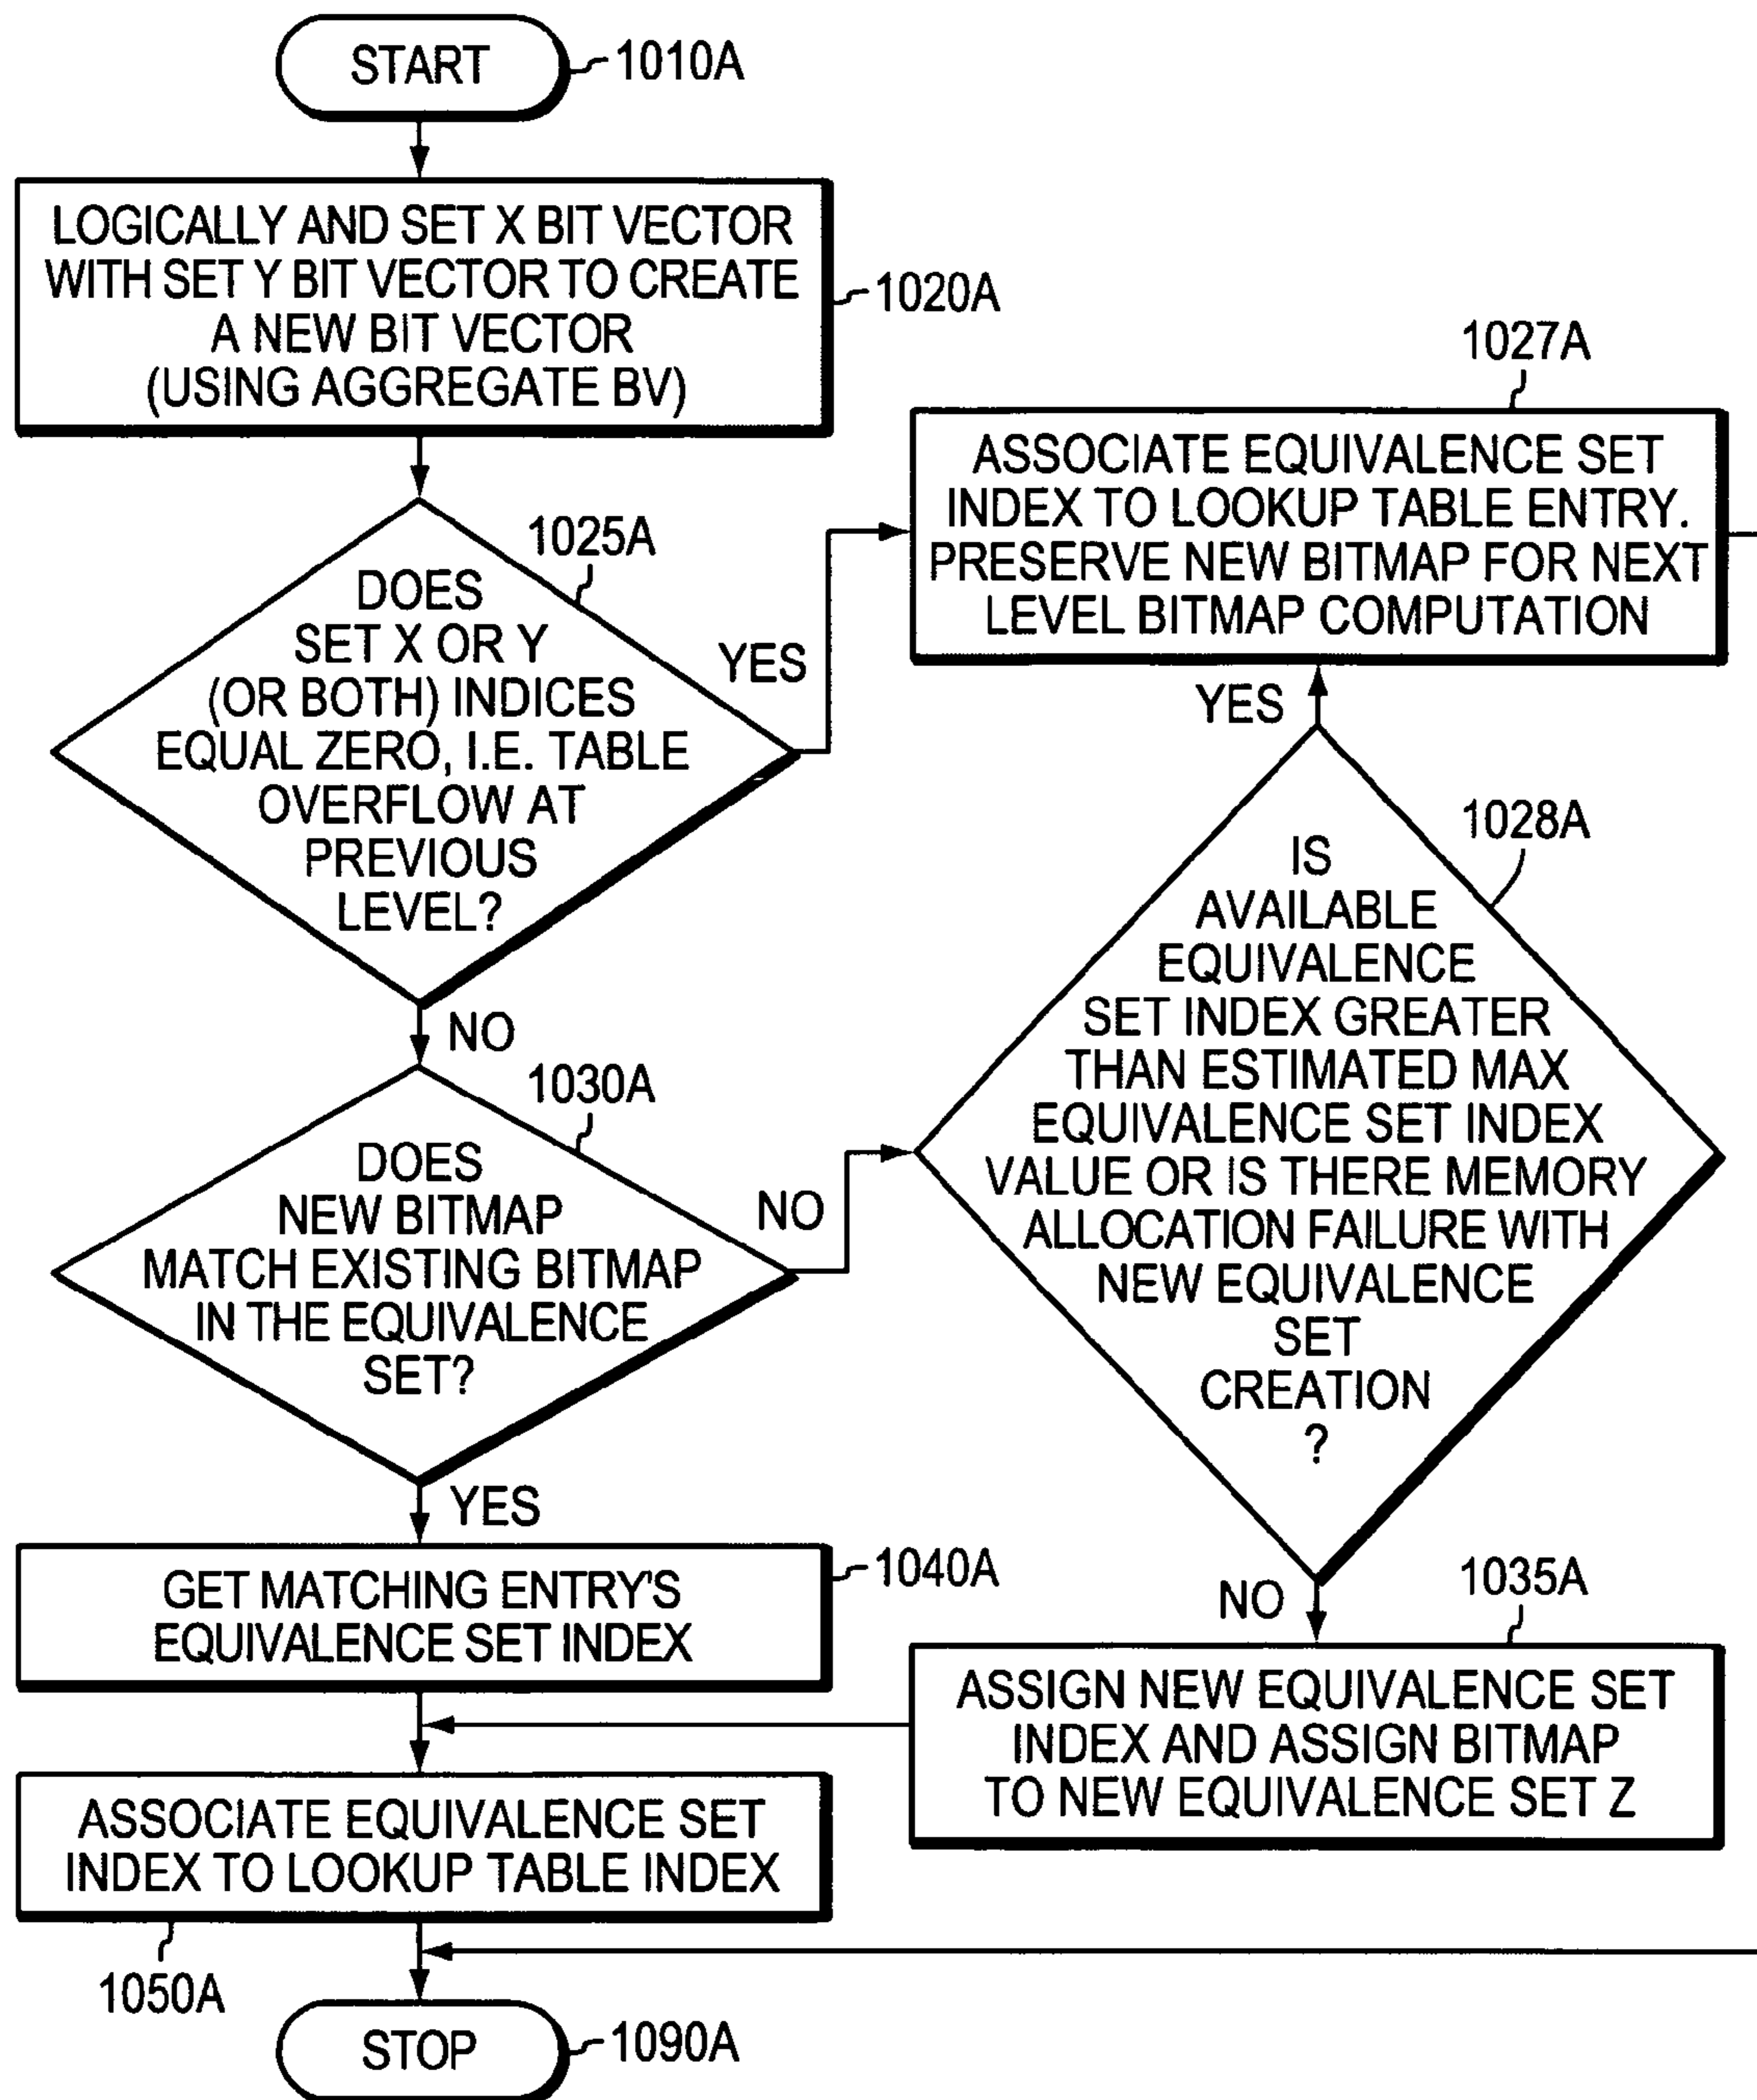 START
1010A
LOGICALLY AND SET X BIT VECTOR
WITH SET Y BIT VECTOR TO CREATE
A NEW BIT VECTOR
(USING AGGREGATE BV)
1020A
1025A
DOES
SET X OR Y
(OR BOTH) INDICES
EQUAL ZERO, I.E. TABLE
OVERFLOW AT
PREVIOUS
LEVEL?
YES
NO
1027A
ASSOCIATE EQUIVALENCE SET
INDEX TO LOOKUP TABLE ENTRY.
PRESERVE NEW BITMAP FOR NEXT
LEVEL BITMAP COMPUTATION
YES
1028A
IS
AVAILABLE
EQUIVALENCE
SET INDEX GREATER
THAN ESTIMATED MAX
EQUIVALENCE SET INDEX
VALUE OR IS THERE MEMORY
ALLOCATION FAILURE WITH
NEW EQUIVALENCE
SET
CREATION
?
NO
1030A
DOES
NEW BITMAP
MATCH EXISTING BITMAP
IN THE EQUIVALENCE
SET?
NO
YES
1040A
GET MATCHING ENTRY'S
EQUIVALENCE SET INDEX
1035A
ASSIGN NEW EQUIVALENCE SET
INDEX AND ASSIGN BITMAP
TO NEW EQUIVALENCE SET Z
ASSOCIATE EQUIVALENCE SET
INDEX TO LOOKUP TABLE INDEX
1050A
STOP
1090A